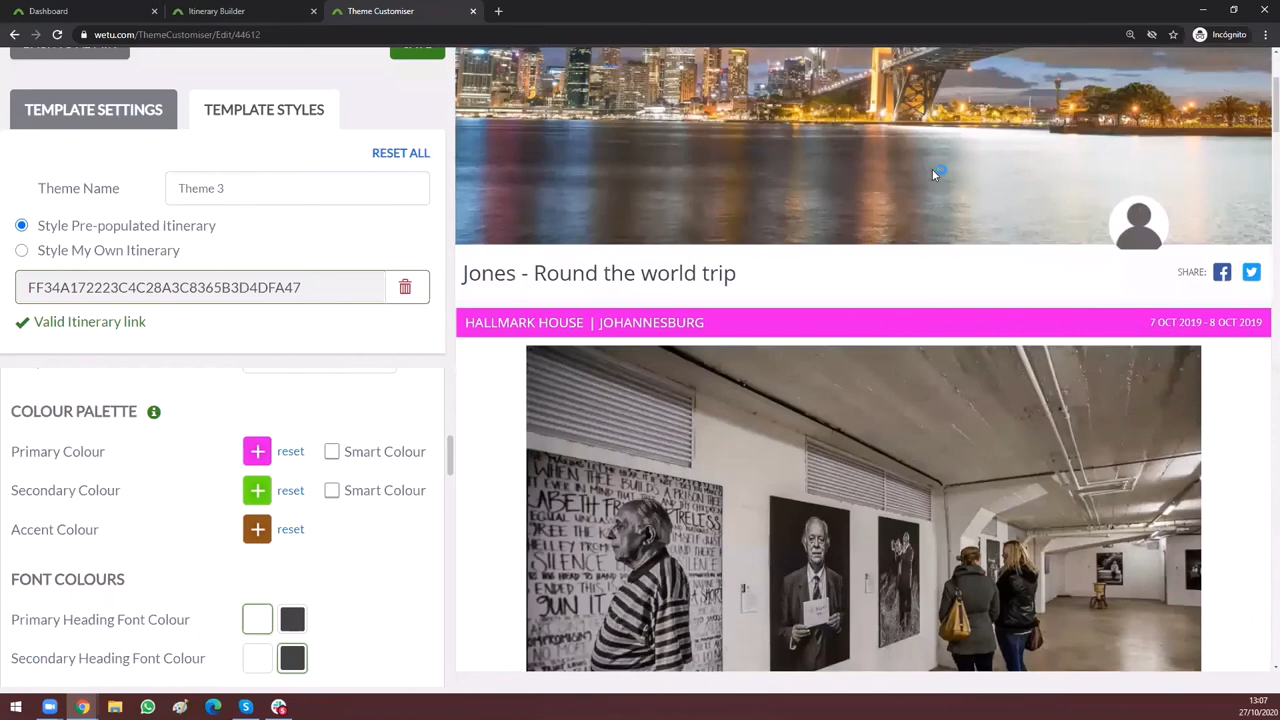 Dashboard
Itinerary Builder
Theme Customiser
wetu.com/ThemeCustomiser/Edit/44612
Incógnito
SAVE
TEMPLATE SETTINGS
TEMPLATE STYLES
RESET ALL
Theme Name
Theme 3
Style Pre-populated Itinerary
Style My Own Itinerary
FF34A172223C4C28A3C8365B3D4DFA47
Valid Itinerary link
COLOUR PALETTE
Primary Colour
reset
Smart Colour
Secondary Colour
reset
Smart Colour
Accent Colour
reset
FONT COLOURS
Primary Heading Font Colour
Secondary Heading Font Colour
Jones - Round the world trip
SHARE:
HALLMARK HOUSE | JOHANNESBURG
7 OCT 2019 - 8 OCT 2019
13:07
27/10/2020